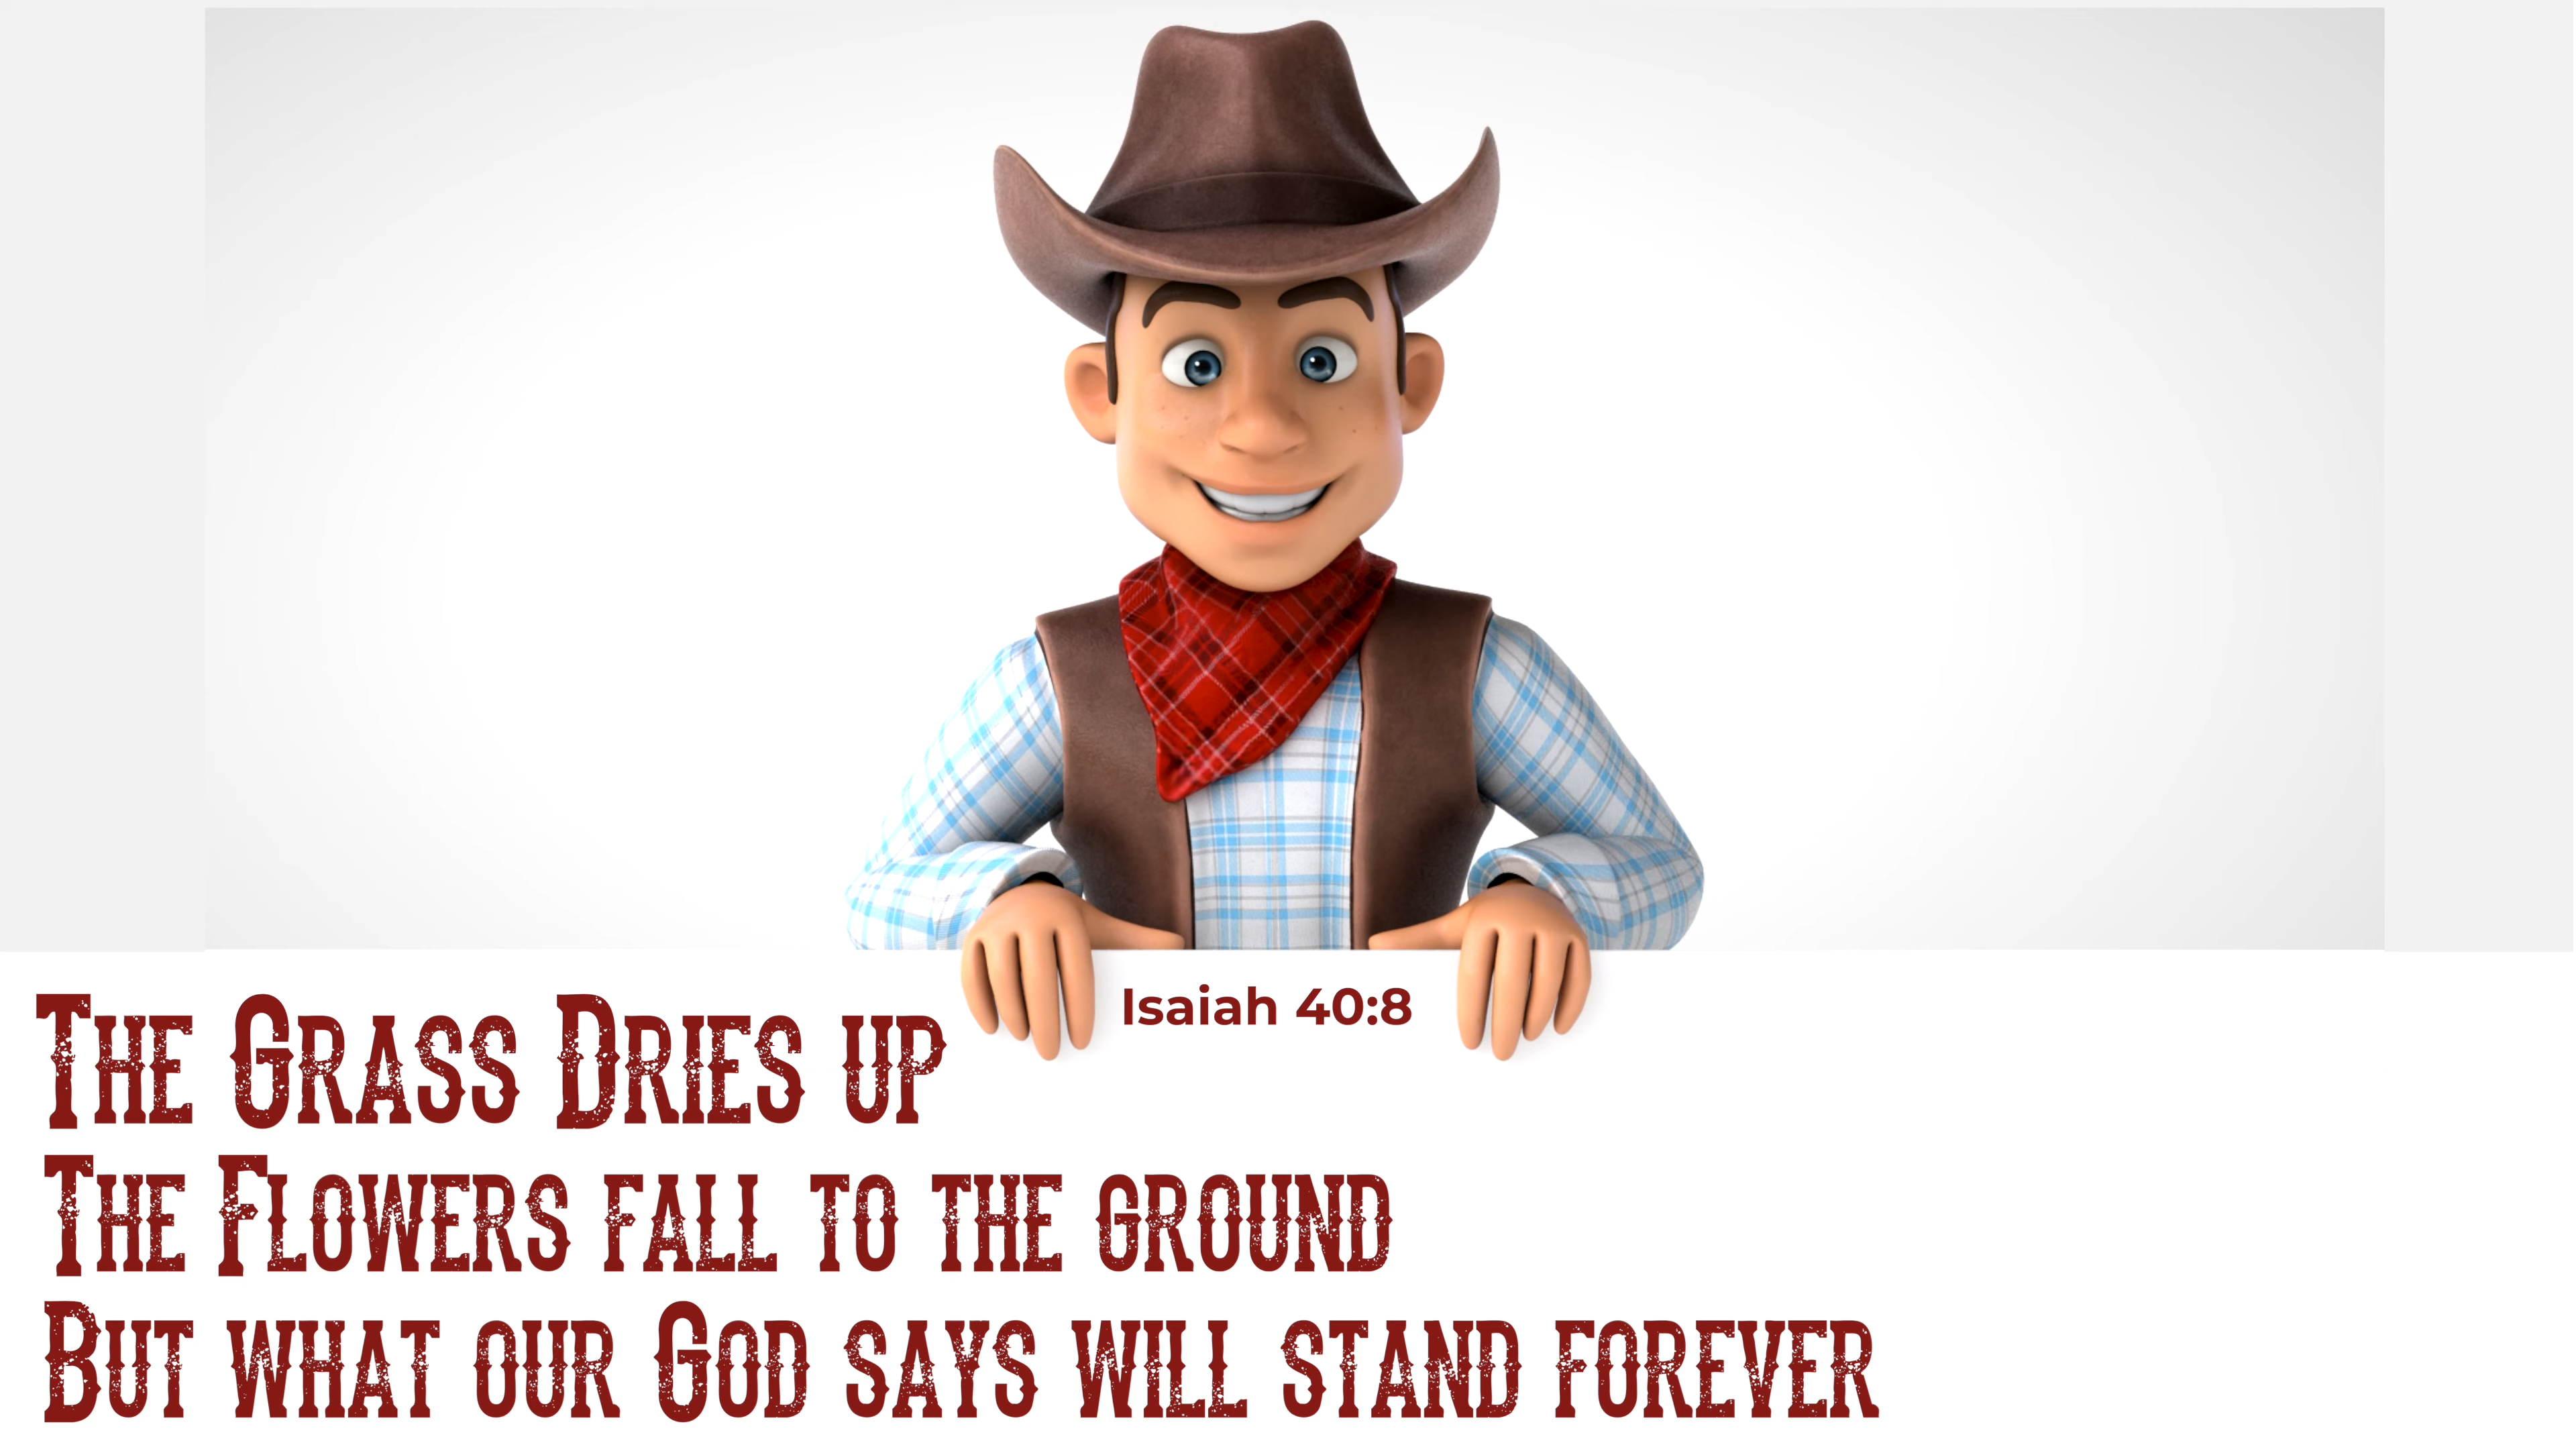 Isaiah 40:8
The Grass Dries up
The Flowers fall to the ground
But what our God says will stand forever